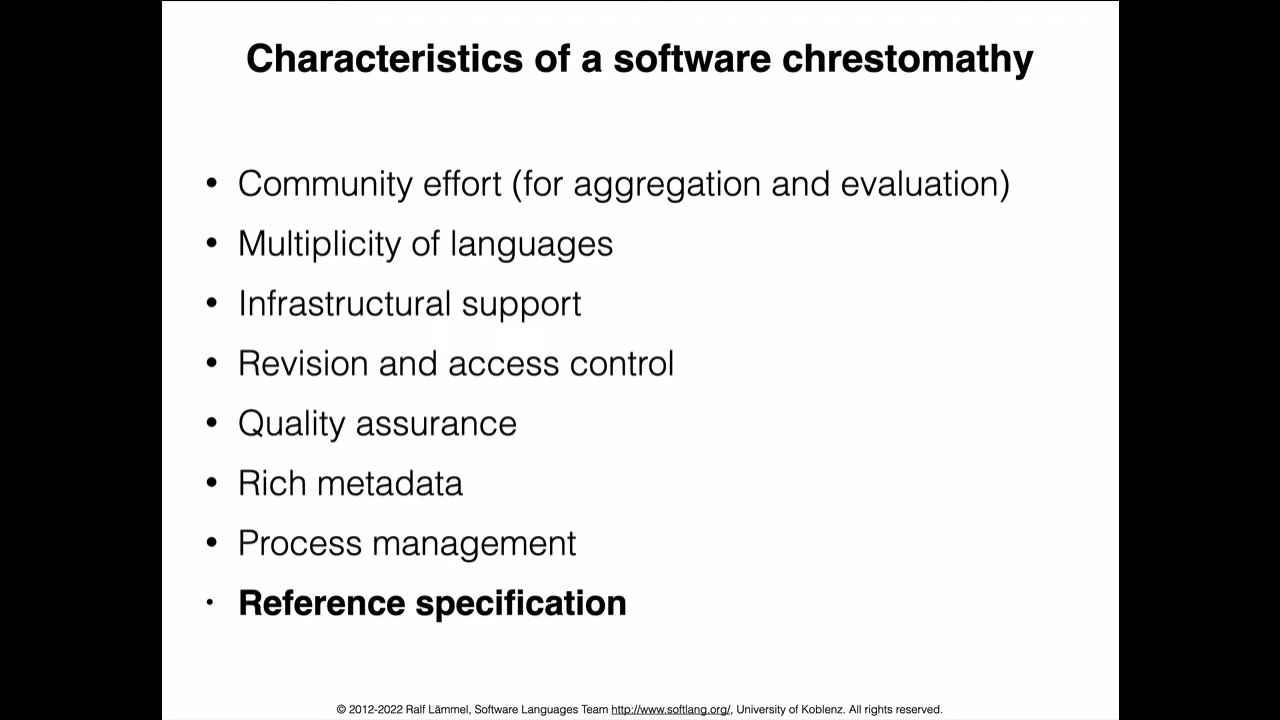 Characteristics of a software chrestomathy
• Community effort (for aggregation and evaluation)
• Multiplicity of languages
• Infrastructural support
• Revision and access control
• Quality assurance
• Rich metadata
• Process management
• Reference specification
© 2012-2022 Ralf Lämmel, Software Languages Team http://www.softlang.org/, University of Koblenz. All rights reserved.